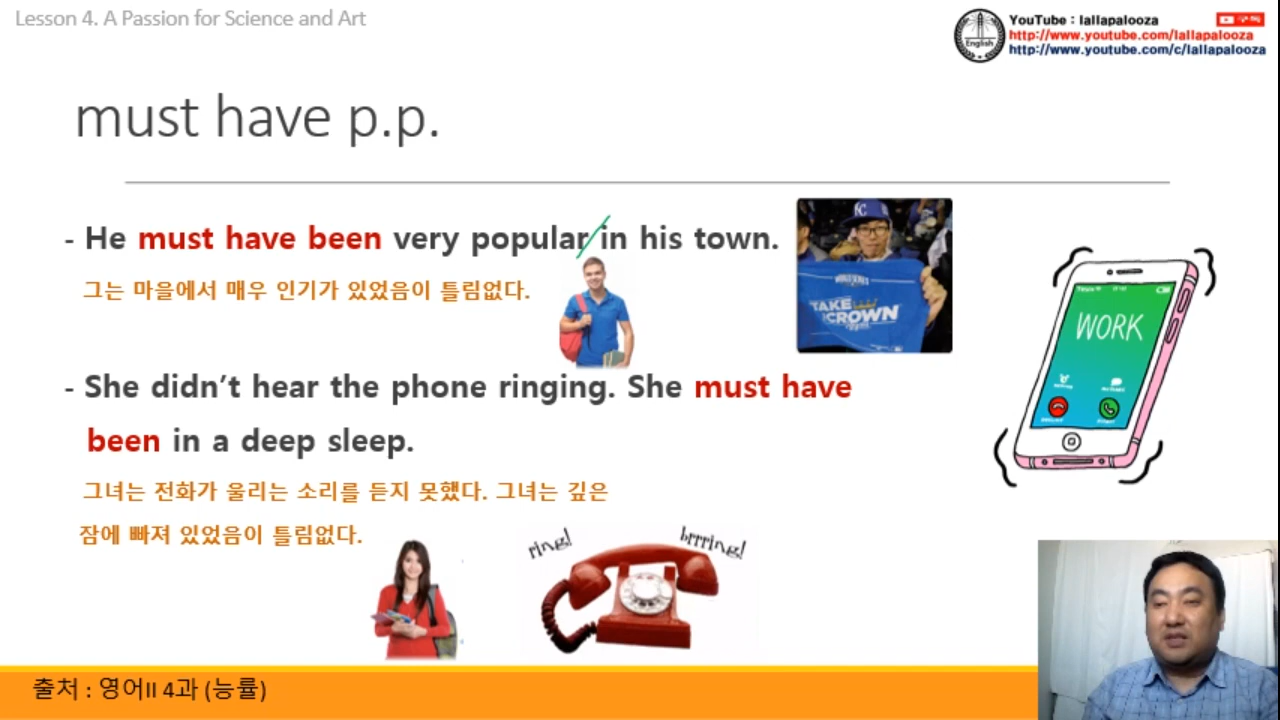 Lesson 4. A Passion for Science and Art
YouTube : lallapalooza
http://www.youtube.com/lallapalooza
http://www.youtube.com/c/lallapalooza
English
must have p.p.
- He must have been very popular in his town.
그는 마을에서 매우 인기가 있었음이 틀림없다.
KC
WORLD SERIES
TAKE
THE CROWN
WORK
- She didn’t hear the phone ringing. She must have
been in a deep sleep.
그녀는 전화가 울리는 소리를 듣지 못했다. 그녀는 깊은
잠에 빠져 있었음이 틀림없다.
ring!
brrring!
출처 : 영어II 4과 (능률)